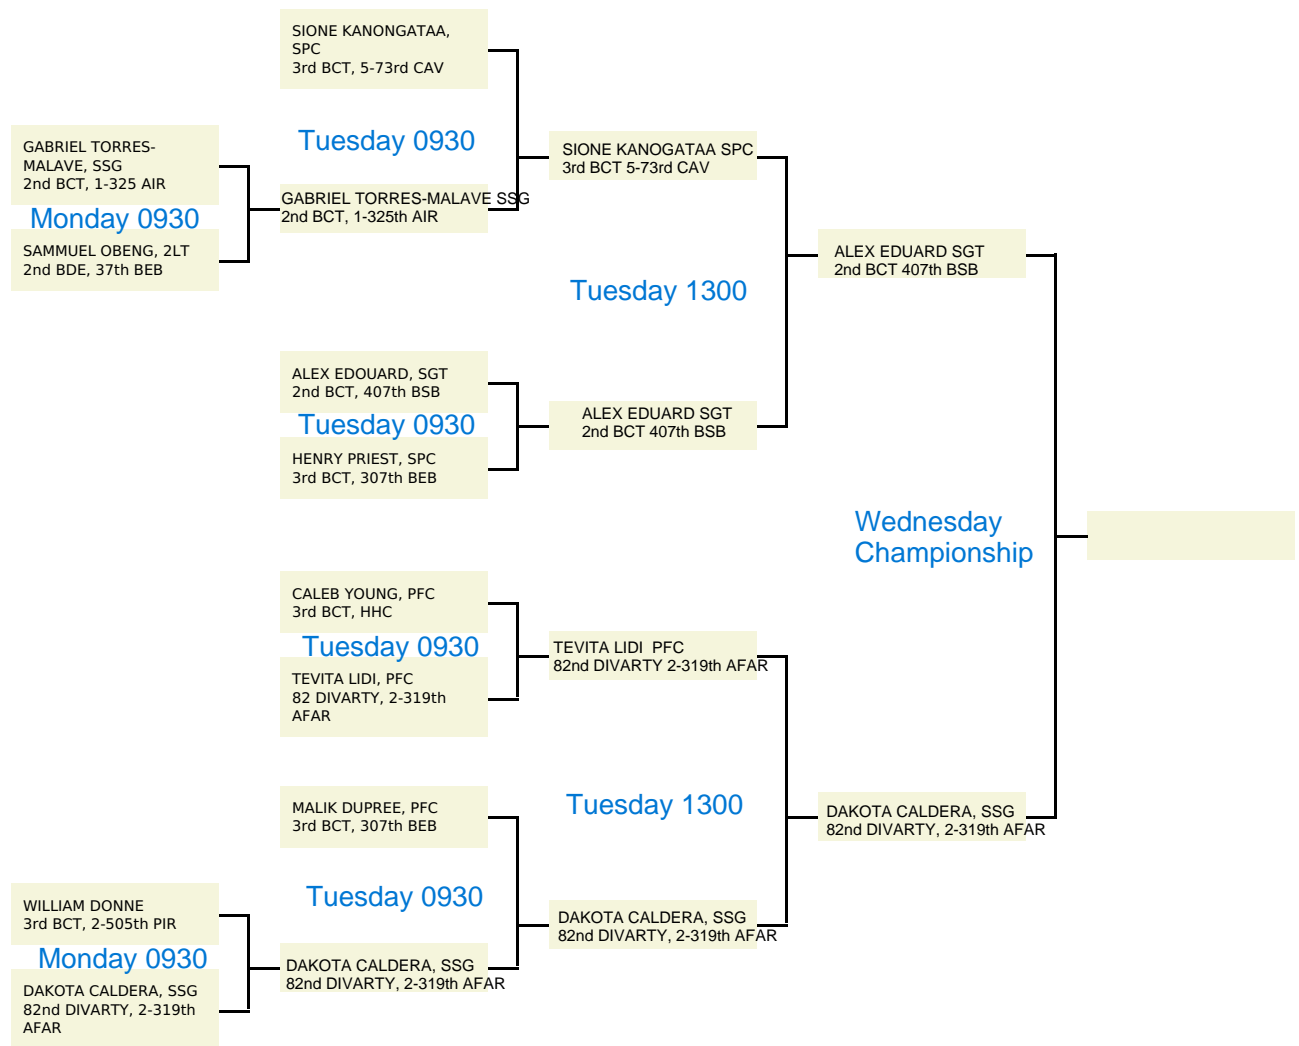 SIONE KANONGATAA,
SPC
3rd BCT, 5-73rd CAV
Tuesday 0930
GABRIEL TORRES-
MALAVE, SSG
2nd BCT, 1-325 AIR
Monday 0930
SAMMUEL OBENG, 2LT
2nd BDE, 37th BEB
GABRIEL TORRES-MALAVE SSG
2nd BCT, 1-325th AIR
SIONE KANOGATAA SPC
3rd BCT 5-73rd CAV
Tuesday 1300
ALEX EDUARD SGT
2nd BCT 407th BSB
ALEX EDOUARD, SGT
2nd BCT, 407th BSB
Tuesday 0930
HENRY PRIEST, SPC
3rd BCT, 307th BEB
ALEX EDUARD SGT
2nd BCT 407th BSB
Wednesday
Championship
CALEB YOUNG, PFC
3rd BCT, HHC
Tuesday 0930
TEVITA LIDI, PFC
82 DIVARTY, 2-319th
AFAR
TEVITA LIDI  PFC
82nd DIVARTY 2-319th AFAR
Tuesday 1300
DAKOTA CALDERA, SSG
82nd DIVARTY, 2-319th AFAR
MALIK DUPREE, PFC
3rd BCT, 307th BEB
Tuesday 0930
WILLIAM DONNE
3rd BCT, 2-505th PIR
Monday 0930
DAKOTA CALDERA, SSG
82nd DIVARTY, 2-319th
AFAR
DAKOTA CALDERA, SSG
82nd DIVARTY, 2-319th AFAR
DAKOTA CALDERA, SSG
82nd DIVARTY, 2-319th AFAR